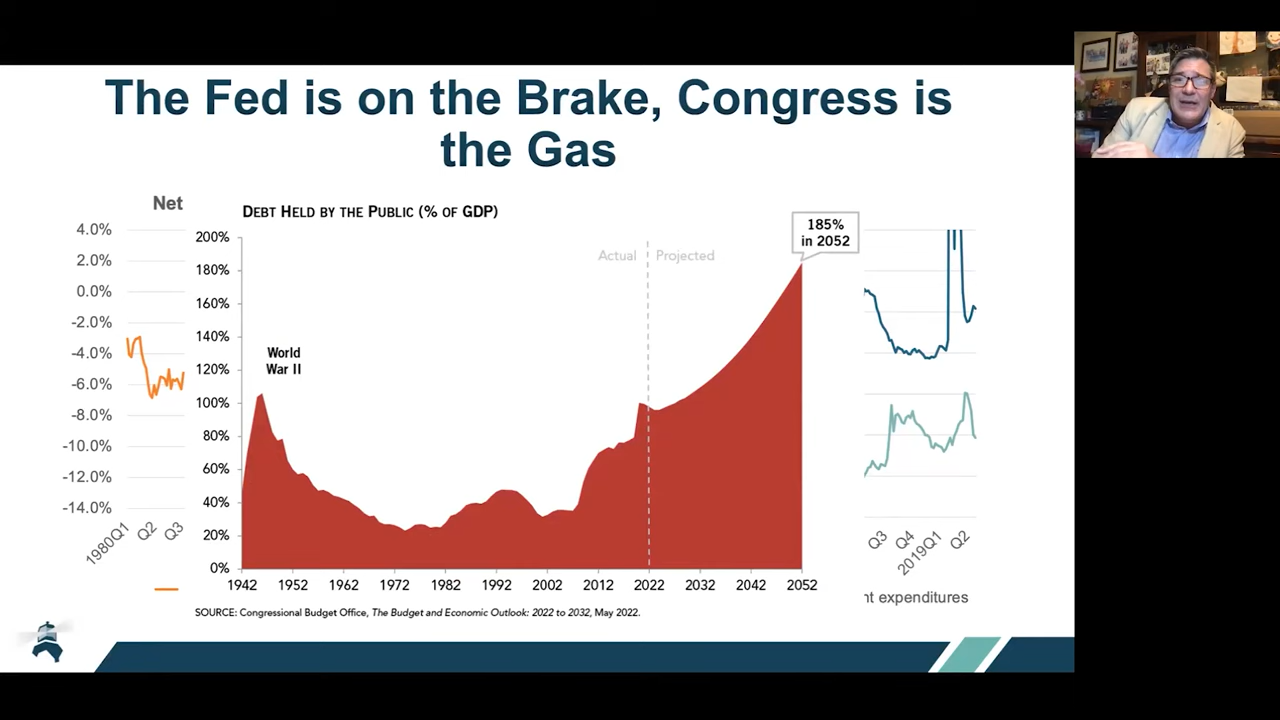 The Fed is on the Brake, Congress is
the Gas
Net
4.0%
2.0%
0.0%
-2.0%
-4.0%
-6.0%
-8.0%
-10.0%
-12.0%
-14.0%
1980Q1
Q2
Q3
DEBT HELD BY THE PUBLIC (% OF GDP)
200%
180%
160%
140%
120%
100%
80%
60%
40%
20%
0%
Actual
Projected
185%
in 2052
World
War II
1942 1952 1962 1972 1982 1992 2002 2012 2022 2032 2042 2052
SOURCE: Congressional Budget Office, The Budget and Economic Outlook: 2022 to 2032, May 2022.
Q3
Q4
2019Q1
Q2
nt expenditures